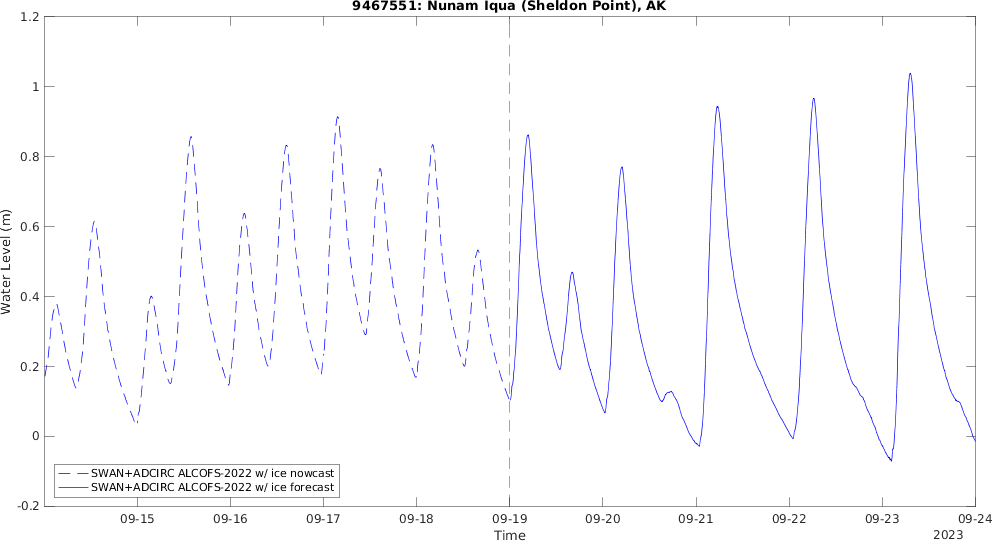 9467551: Nunam Iqua (Sheldon Point), AK
1.2
1
0.8
0.6
0.4
0.2
0
-0.2
Water Level (m)
SWAN+ADCIRC ALCOFS-2022 w/ ice nowcast
SWAN+ADCIRC ALCOFS-2022 w/ ice forecast
09-15 09-16 09-17 09-18 09-19 09-20 09-21 09-22 09-23 09-24
Time
2023